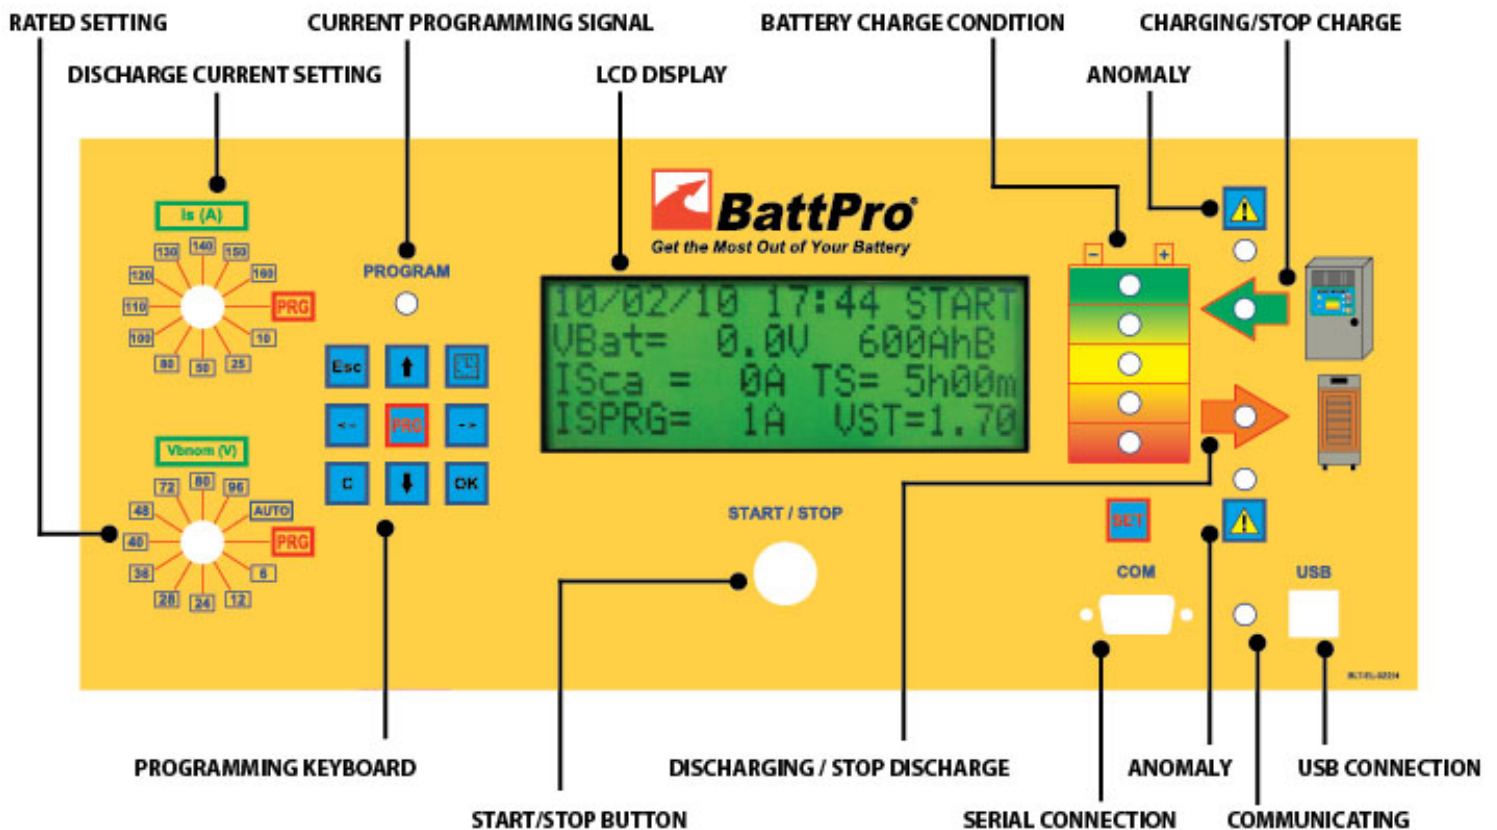 RATED SETTING
CURRENT PROGRAMMING SIGNAL
BATTERY CHARGE CONDITION
CHARGING/STOP CHARGE
DISCHARGE CURRENT SETTING
LCD DISPLAY
ANOMALY
BattPro®
Get the Most Out of Your Battery
Is (A)
130
140
150
120
160
110
PRG
100
10
80
50
25
PROGRAM
Esc
<-
PRG
->
C
OK
10/02/10 17:44 START
VBat= 0.0V 600AhB
ISca = 0A TS= 5h00m
ISPRG= 1A VST=1.70
-
+
Vbnom (V)
72
80
96
48
AUTO
40
PRG
36
6
28
24
12
START / STOP
SET
COM
USB
PROGRAMMING KEYBOARD
DISCHARGING / STOP DISCHARGE
ANOMALY
USB CONNECTION
START/STOP BUTTON
SERIAL CONNECTION
COMMUNICATING